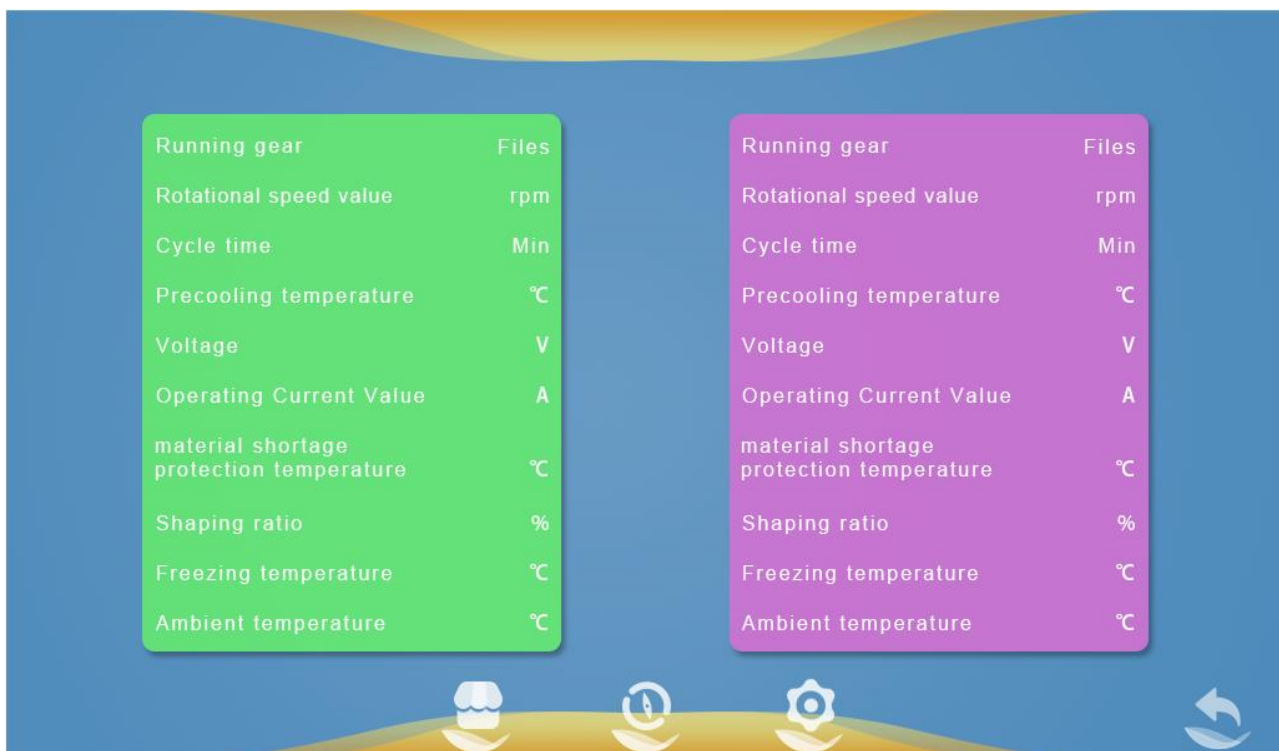 Running gear Files
Rotational speed value rpm
Cycle time Min
Precooling temperature ℃
Voltage V
Operating Current Value A
material shortage
protection temperature ℃
Shaping ratio %
Freezing temperature ℃
Ambient temperature ℃
Running gear Files
Rotational speed value rpm
Cycle time Min
Precooling temperature ℃
Voltage V
Operating Current Value A
material shortage
protection temperature ℃
Shaping ratio %
Freezing temperature ℃
Ambient temperature ℃